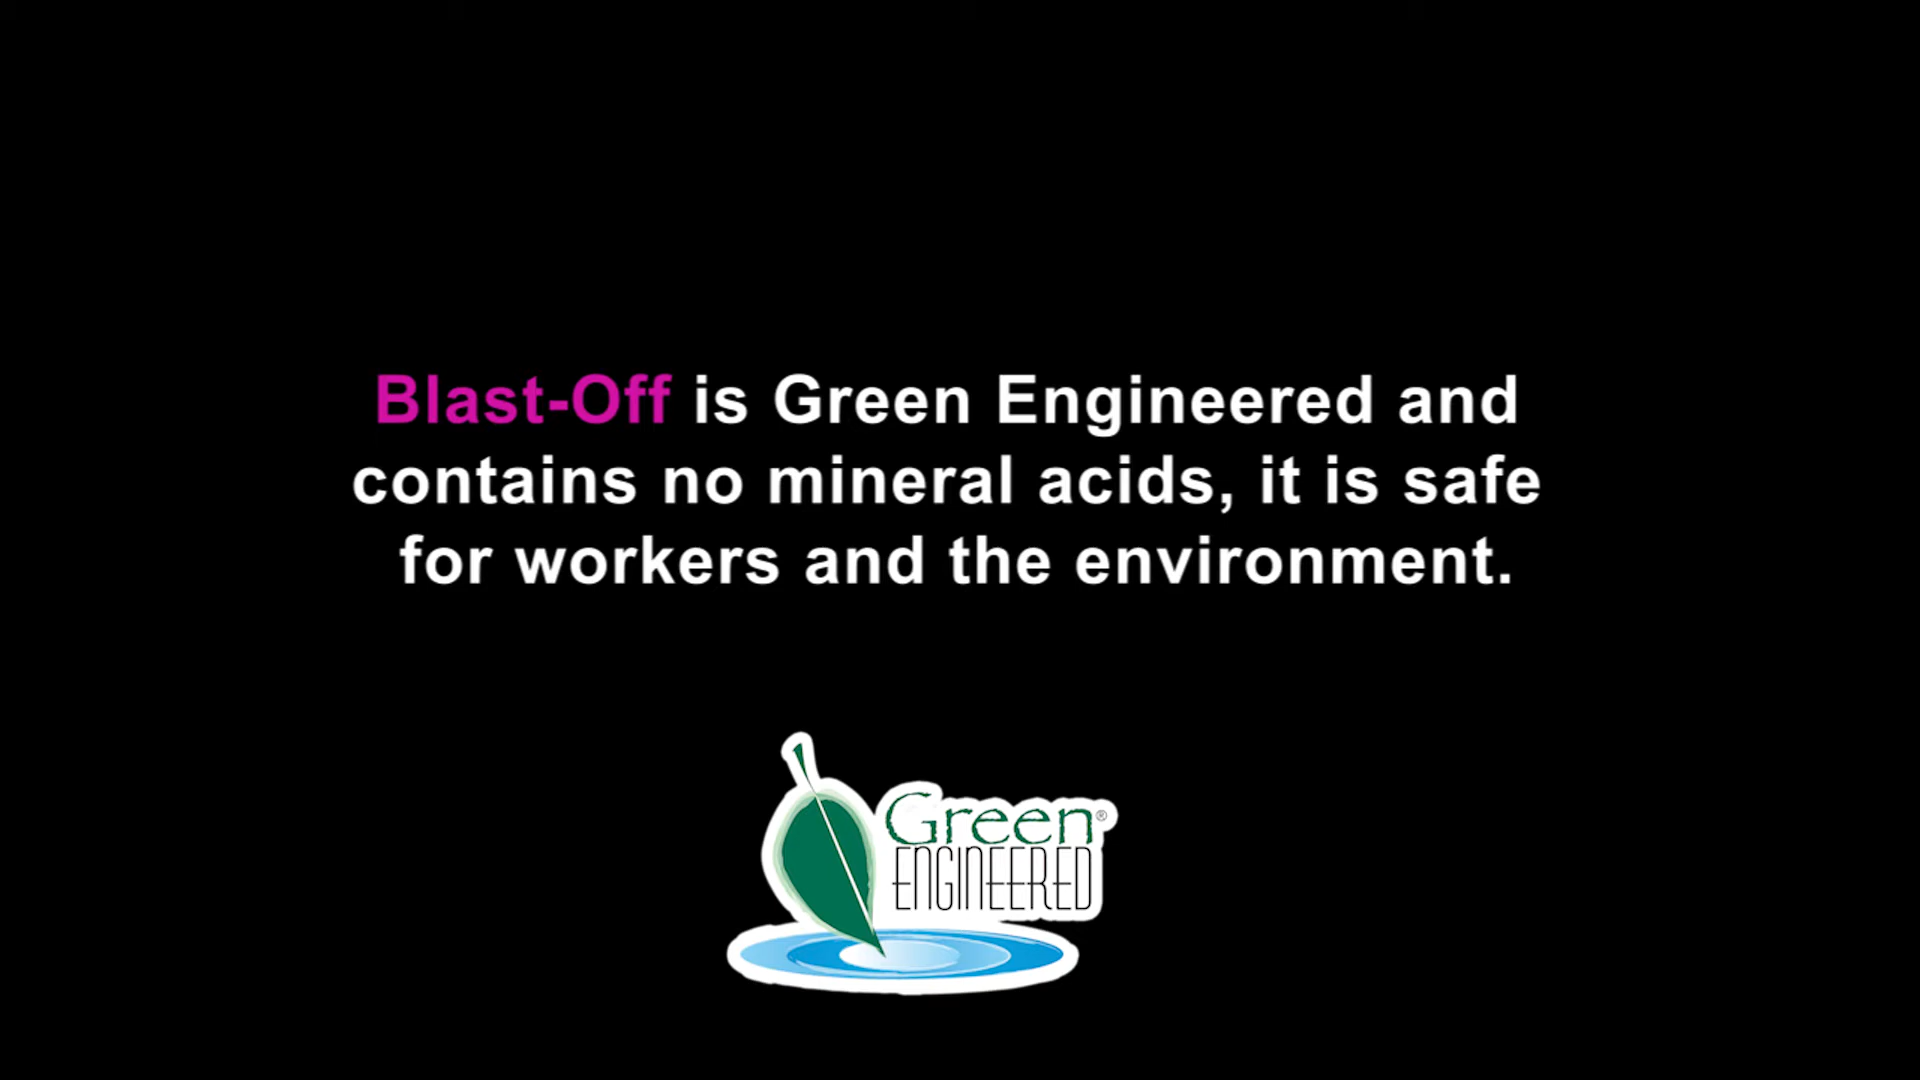 Blast-Off is Green Engineered and
contains no mineral acids, it is safe
for workers and the environment.
Green®
ENGINEERED